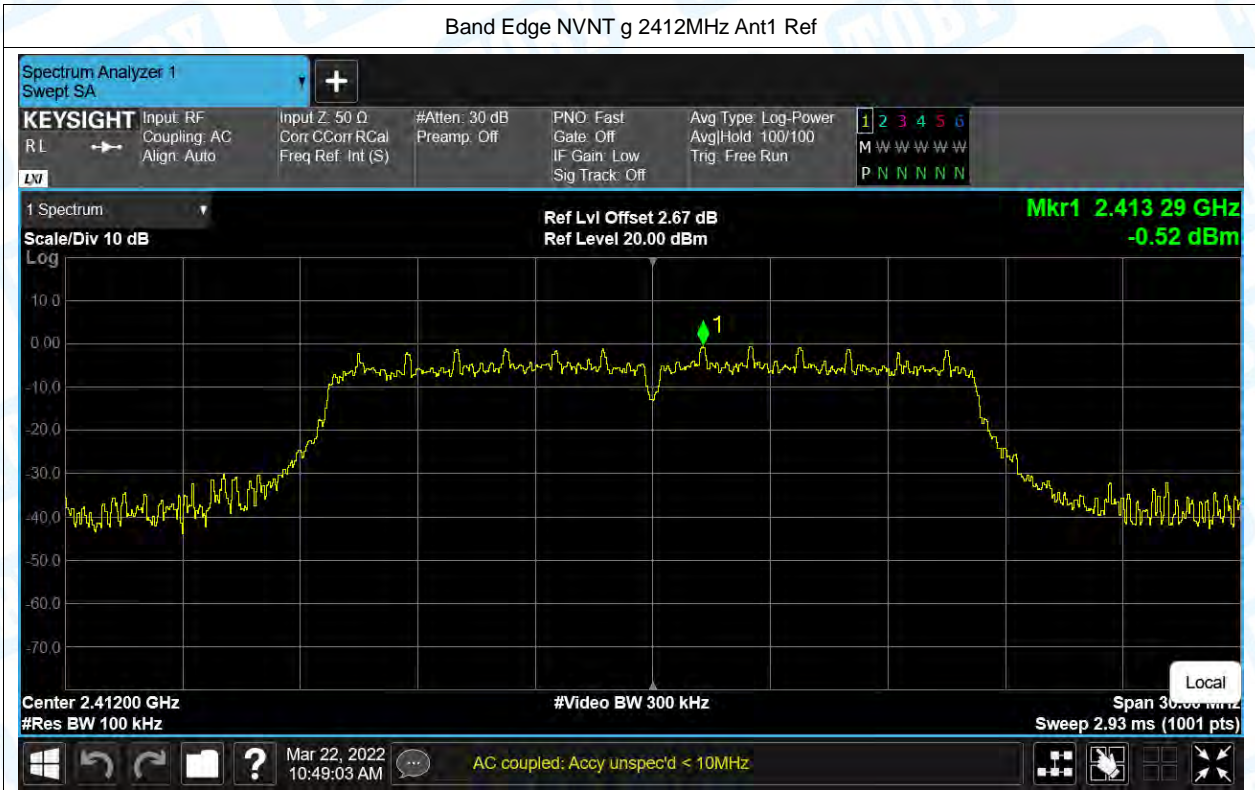 Band Edge NVNT g 2412MHz Ant1 Ref
Spectrum Analyzer 1
Swept SA
KEYSIGHT
RL
LXI
Input: RF
Coupling: AC
Align: Auto
Input Z: 50 Ω
Corr CCorr RCal
Freq Ref: Int (S)
#Atten: 30 dB
Preamp: Off
PNO: Fast
Gate: Off
IF Gain: Low
Sig Track: Off
Avg Type: Log-Power
Avg|Hold: 100/100
Trig: Free Run
1 2 3 4 5 6
M W W W W W
P N N N N N
1 Spectrum
Scale/Div 10 dB
Ref Lvl Offset 2.67 dB
Ref Level 20.00 dBm
Mkr1 2.413 29 GHz
-0.52 dBm
Log
10.0
0.00
-10.0
-20.0
-30.0
-40.0
-50.0
-60.0
-70.0
1
Local
Center 2.41200 GHz
#Res BW 100 kHz
#Video BW 300 kHz
Span 30.00 MHz
Sweep 2.93 ms (1001 pts)
?
Mar 22, 2022
10:49:03 AM
AC coupled: Accy unspec'd < 10MHz